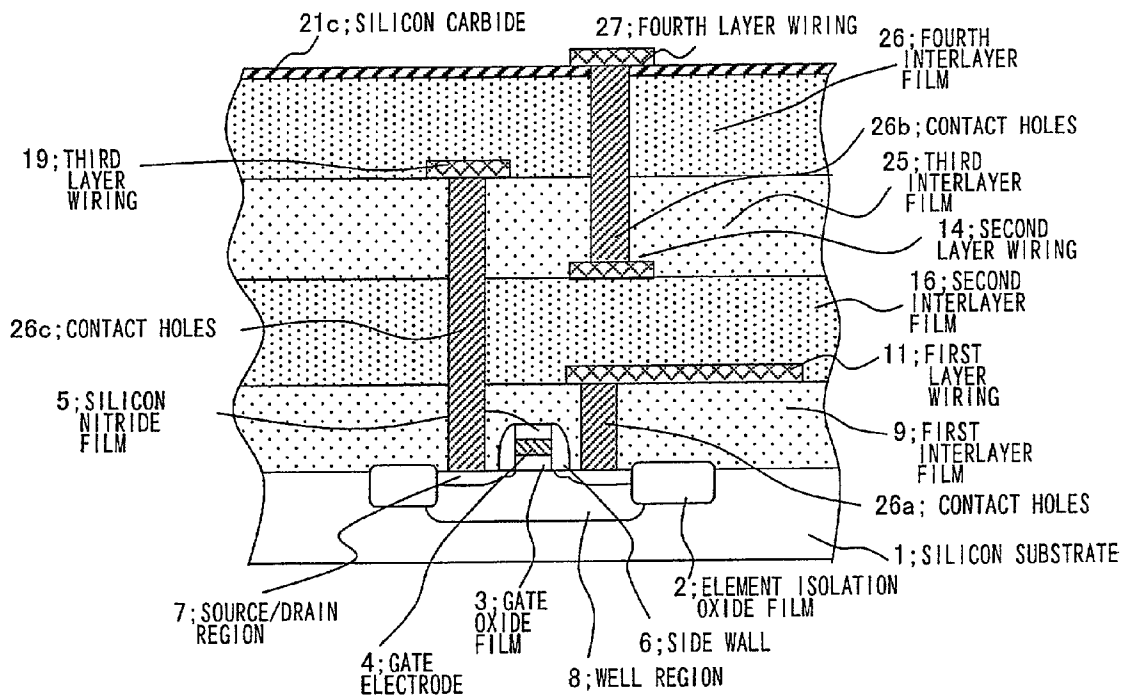 21c;SILICON CARBIDE
27;FOURTH LAYER WIRING
26;FOURTH
INTERLAYER
FILM
26b;CONTACT HOLES
19;THIRD
LAYER
WIRING
25;THIRD
INTERLAYER
FILM
14;SECOND
LAYER WIRING
16;SECOND
INTERLAYER
FILM
26c;CONTACT HOLES
11;FIRST
LAYER
WIRING
5;SILICON
NITRIDE
FILM
9;FIRST
INTERLAYER
FILM
26a; CONTACT HOLES
1;SILICON SUBSTRATE
7;SOURCE/DRAIN
REGION
3;GATE
OXIDE
FILM
2;ELEMENT ISOLATION
OXIDE FILM
4;GATE
ELECTRODE
6;SIDE WALL
8;WELL REGION